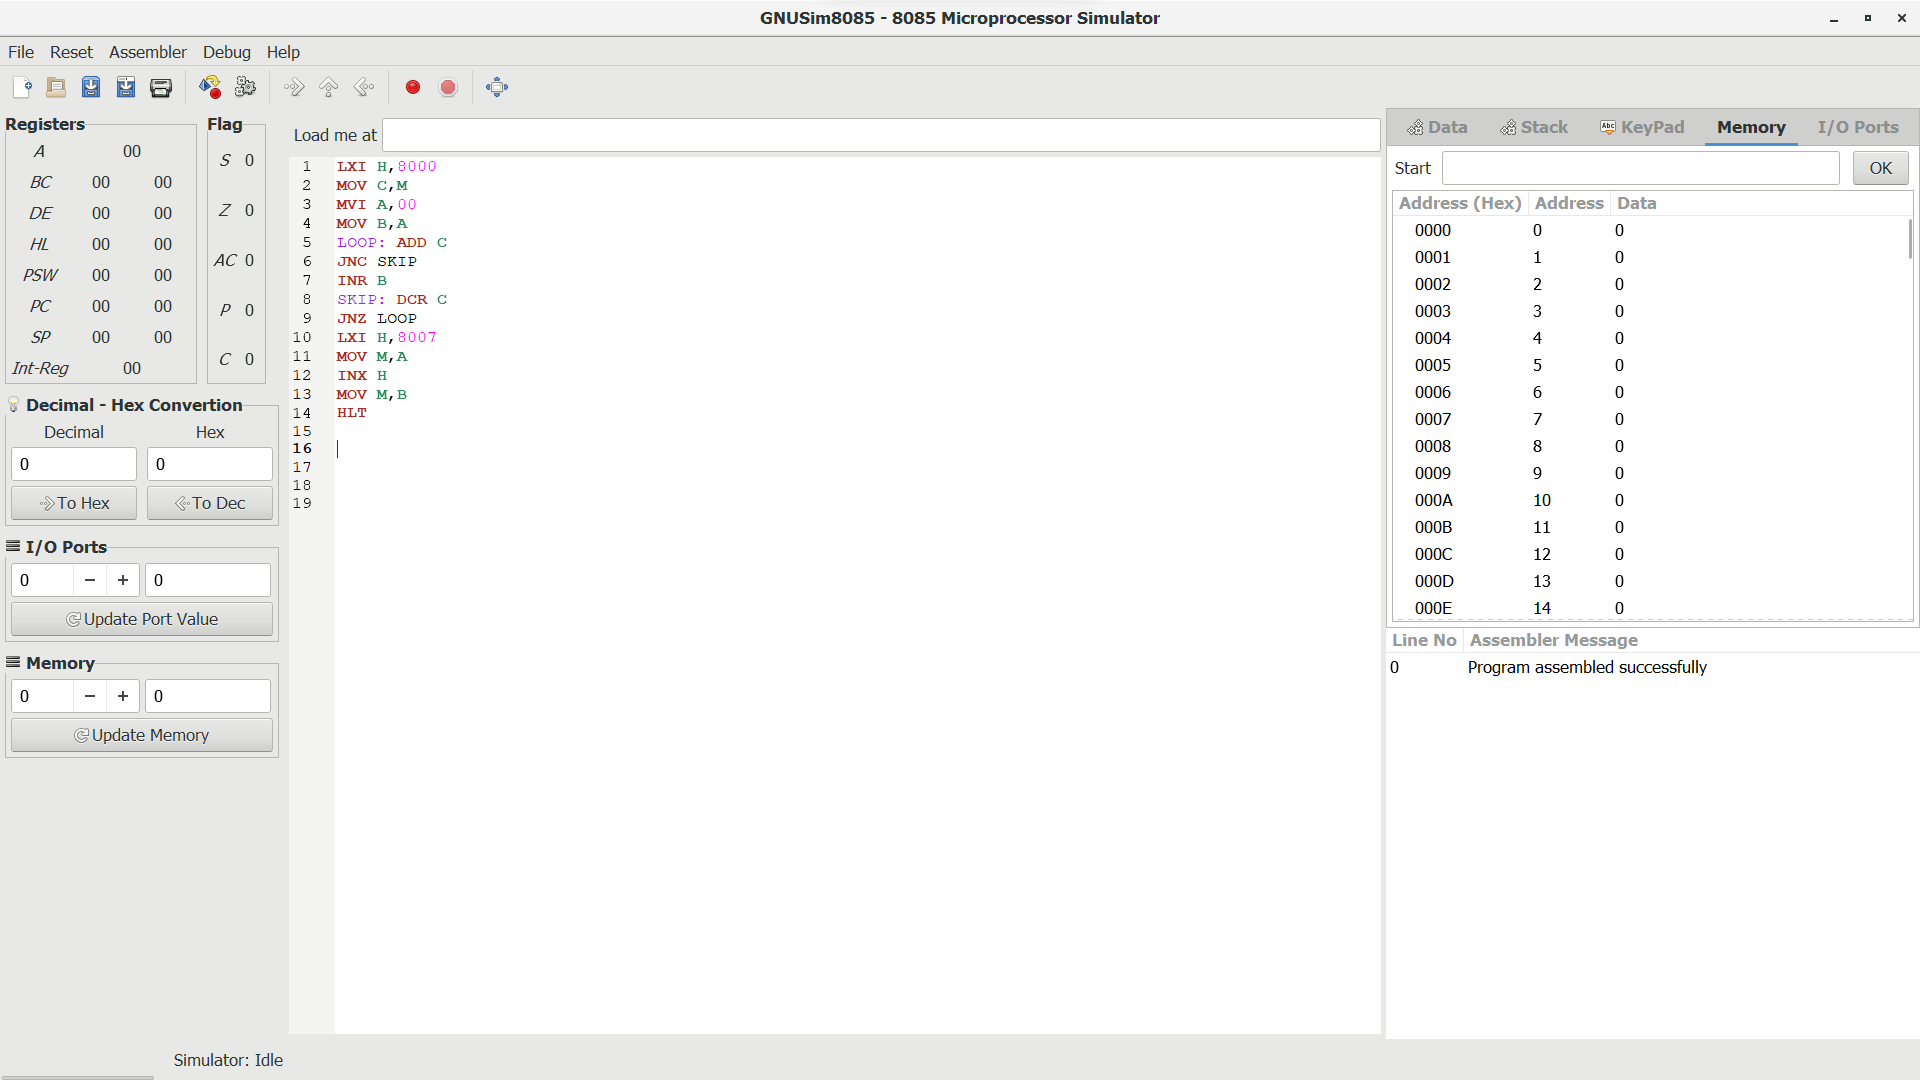 GNUSim8085 - 8085 Microprocessor Simulator
File Reset Assembler Debug Help
Registers
A 00
BC 00 00
DE 00 00
HL 00 00
PSW 00 00
PC 00 00
SP 00 00
Int-Reg 00
Flag
S 0
Z 0
AC 0
P 0
C 0
Decimal - Hex Convertion
Decimal Hex
0 0
To Hex To Dec
I/O Ports
0 − + 0
Update Port Value
Memory
0 − + 0
Update Memory
Load me at
1 LXI H,8000
2 MOV C,M
3 MVI A,00
4 MOV B,A
5 LOOP: ADD C
6 JNC SKIP
7 INR B
8 SKIP: DCR C
9 JNZ LOOP
10 LXI H,8007
11 MOV M,A
12 INX H
13 MOV M,B
14 HLT
15
16
17
18
19
Data Stack Abc KeyPad Memory I/O Ports
Start OK
Address (Hex) Address Data
0000 0 0
0001 1 0
0002 2 0
0003 3 0
0004 4 0
0005 5 0
0006 6 0
0007 7 0
0008 8 0
0009 9 0
000A 10 0
000B 11 0
000C 12 0
000D 13 0
000E 14 0
Line No Assembler Message
0 Program assembled successfully
Simulator: Idle